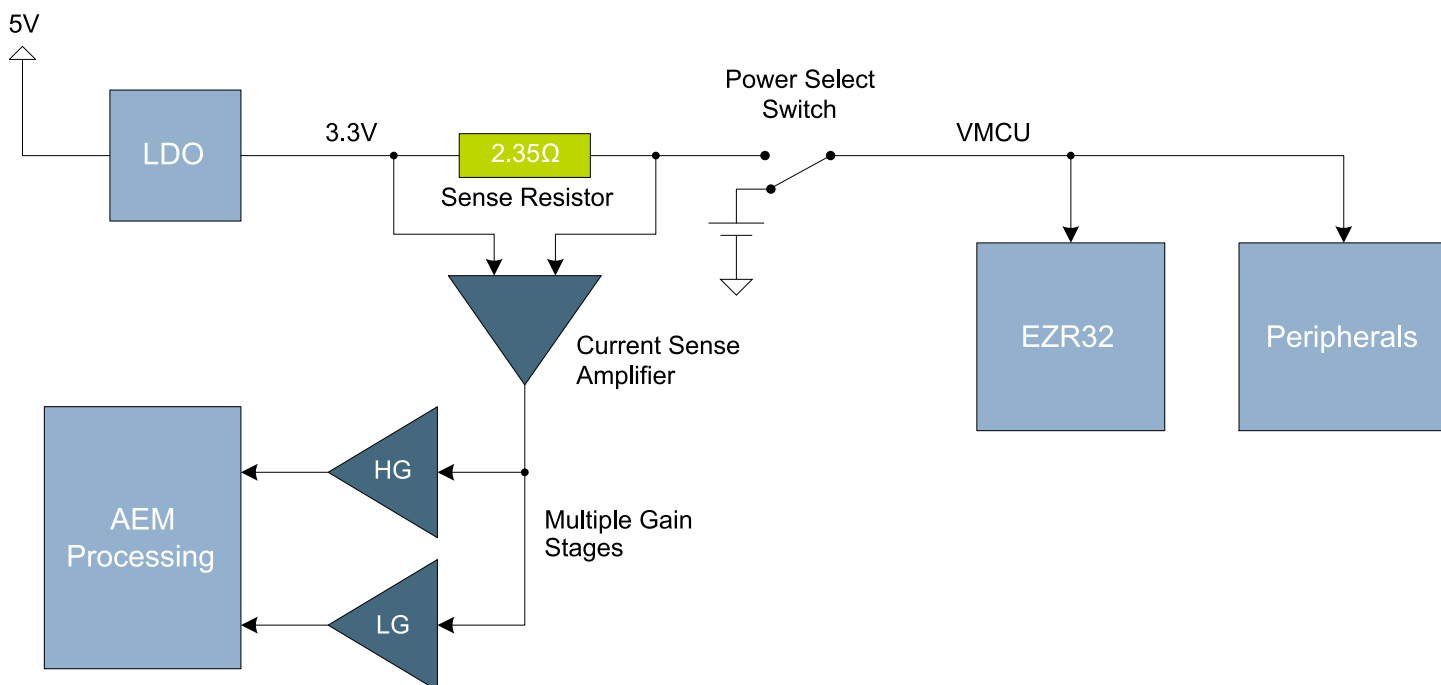 5V
LDO
3.3V
2.35Ω
Sense Resistor
Power Select
Switch
VMCU
EZR32
Peripherals
Current Sense
Amplifier
HG
Multiple Gain
Stages
AEM
Processing
LG